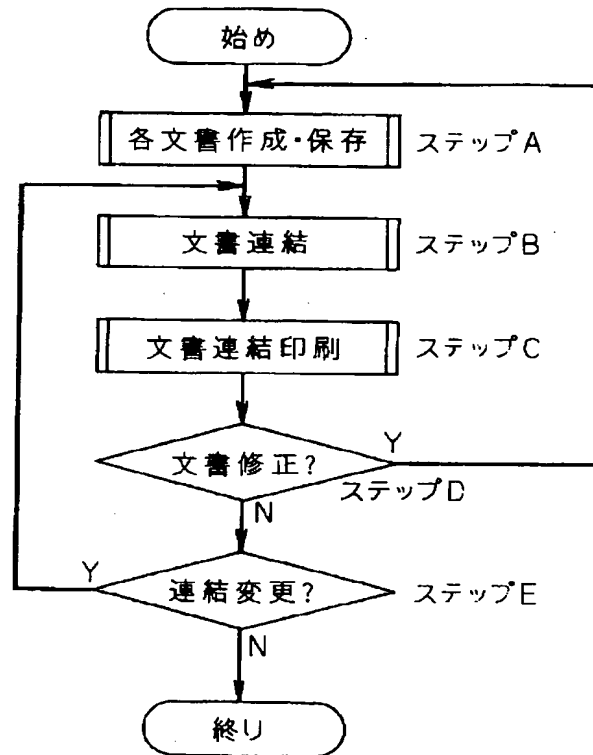 始め
各文書作成・保存 ステップA
文書連結 ステップB
文書連結印刷 ステップC
文書修正? Y
ステップD
N
Y 連結変更? ステップE
N
終り